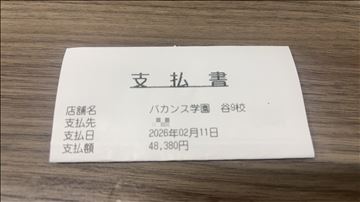 支払書
店舗名 バカンス学園 谷9校
支払先
支払日 2026年02月11日
支払額 48,380円